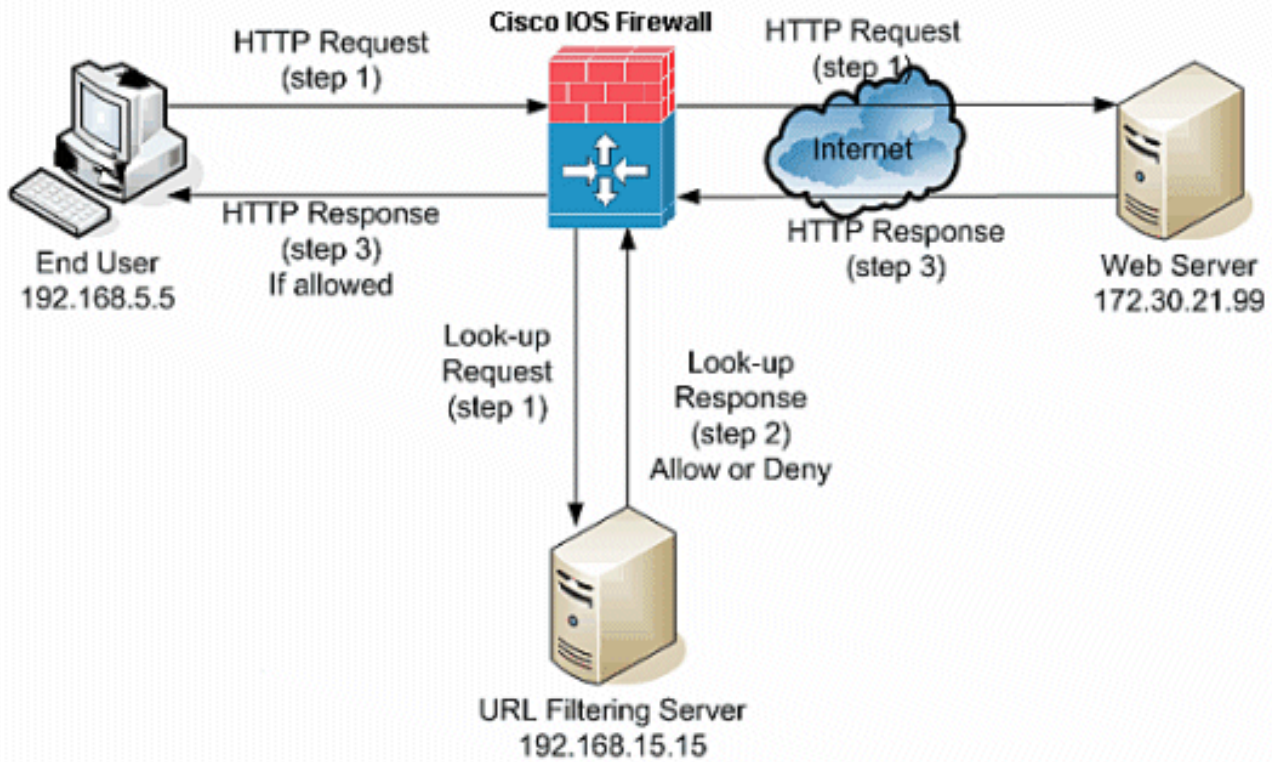 Cisco IOS Firewall
HTTP Request
(step 1)
HTTP Request
(step 1)
Internet
HTTP Response
(step 3)
If allowed
HTTP Response
(step 3)
End User
192.168.5.5
Web Server
172.30.21.99
Look-up
Request
(step 1)
Look-up
Response
(step 2)
Allow or Deny
URL Filtering Server
192.168.15.15